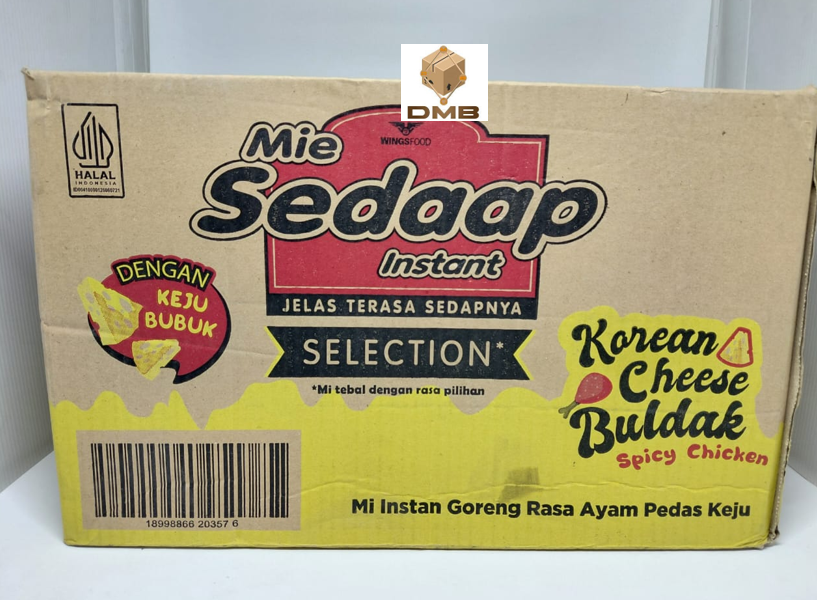 DMB
WINGSFOOD
Mie
Sedaap
Instant
JELAS TERASA SEDAPNYA
SELECTION*
*Mi tebal dengan rasa pilihan
HALAL
INDONESIA
DENGAN
KEJU
BUBUK
Korean
Cheese
Buldak
Spicy Chicken
18998866 20357 6
Mi Instan Goreng Rasa Ayam Pedas Keju